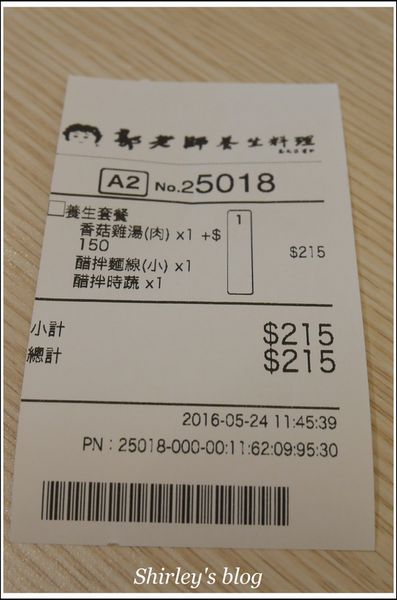 郭老師養生料理
A2 No.25018
養生套餐 1
香菇雞湯(肉) x1 +$
150 $215
醋拌麵線(小) x1
醋拌時蔬 x1
小計 $215
總計 $215
2016-05-24 11:45:39
PN：25018-000-00:11:62:09:95:30
Shirley's blog